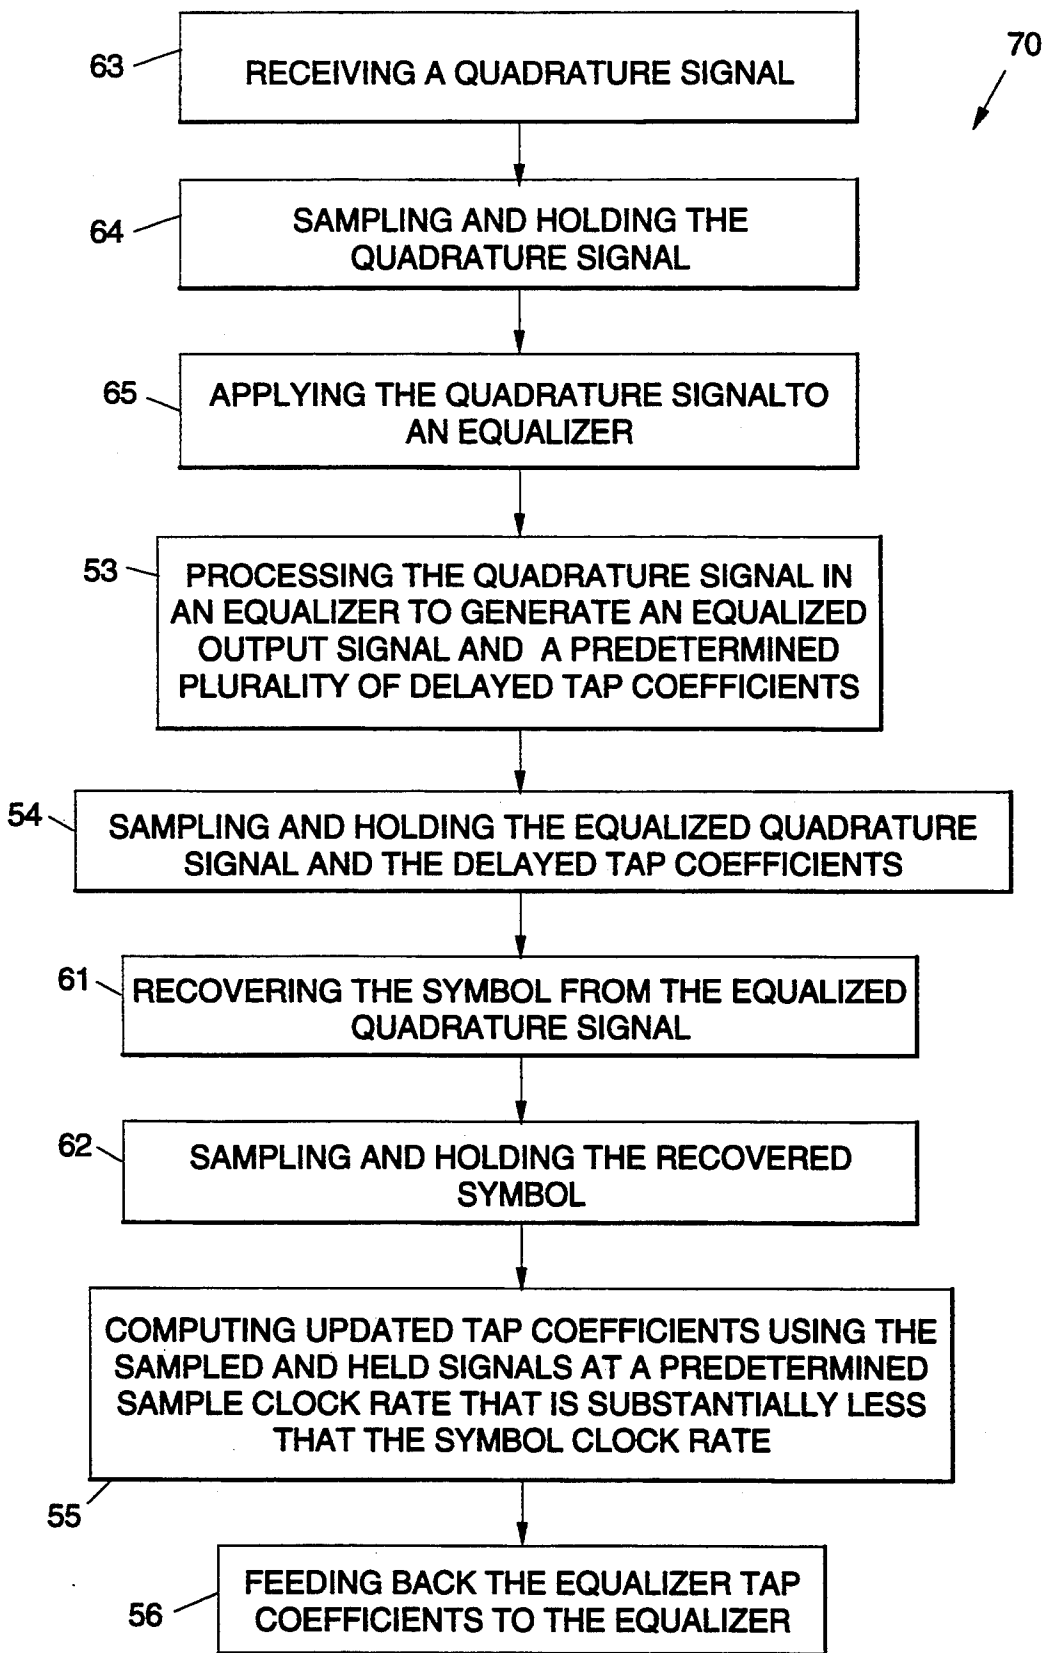 70
63
RECEIVING A QUADRATURE SIGNAL
64
SAMPLING AND HOLDING THE
QUADRATURE SIGNAL
65
APPLYING THE QUADRATURE SIGNALTO
AN EQUALIZER
53
PROCESSING THE QUADRATURE SIGNAL IN
AN EQUALIZER TO GENERATE AN EQUALIZED
OUTPUT SIGNAL AND A PREDETERMINED
PLURALITY OF DELAYED TAP COEFFICIENTS
54
SAMPLING AND HOLDING THE EQUALIZED QUADRATURE
SIGNAL AND THE DELAYED TAP COEFFICIENTS
61
RECOVERING THE SYMBOL FROM THE EQUALIZED
QUADRATURE SIGNAL
62
SAMPLING AND HOLDING THE RECOVERED
SYMBOL
COMPUTING UPDATED TAP COEFFICIENTS USING THE
SAMPLED AND HELD SIGNALS AT A PREDETERMINED
SAMPLE CLOCK RATE THAT IS SUBSTANTIALLY LESS
THAT THE SYMBOL CLOCK RATE
55
56
FEEDING BACK THE EQUALIZER TAP
COEFFICIENTS TO THE EQUALIZER